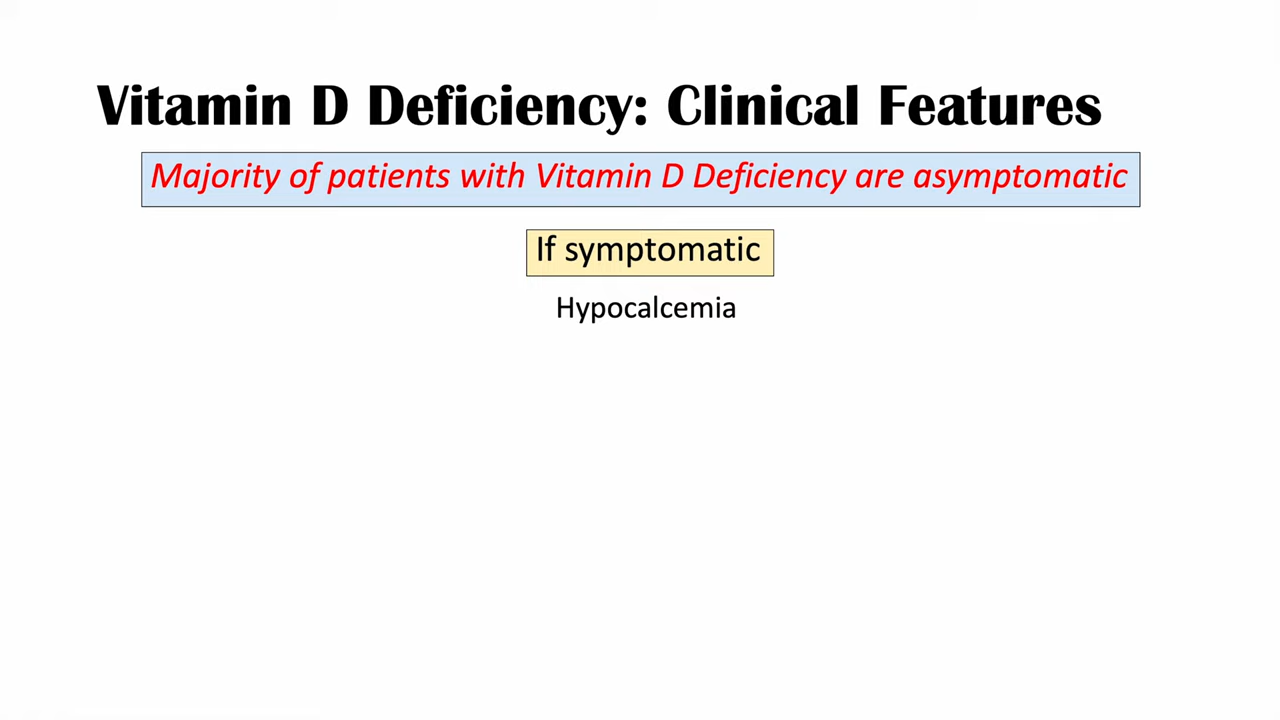 Vitamin D Deficiency: Clinical Features
Majority of patients with Vitamin D Deficiency are asymptomatic
If symptomatic
Hypocalcemia